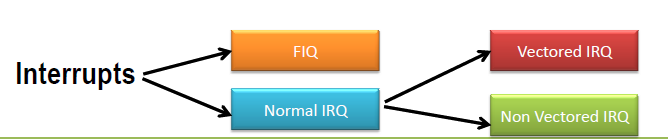 FIQ
Vectored IRQ
Interrupts
Normal IRQ
Non Vectored IRQ